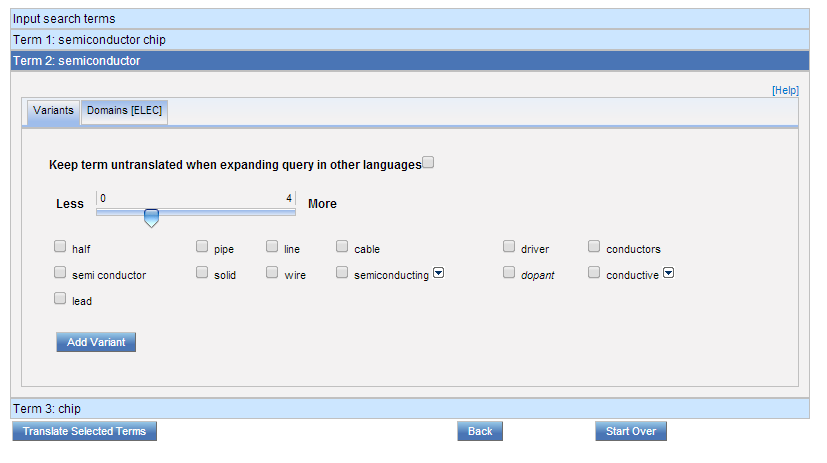 Input search terms
Term 1: semiconductor chip
Term 2: semiconductor
[Help]
Variants Domains [ELEC]
Keep term untranslated when expanding query in other languages
0 4
Less More
half pipe line cable driver conductors
semi conductor solid wire semiconducting dopant conductive
lead
Add Variant
Term 3: chip
Translate Selected Terms Back Start Over